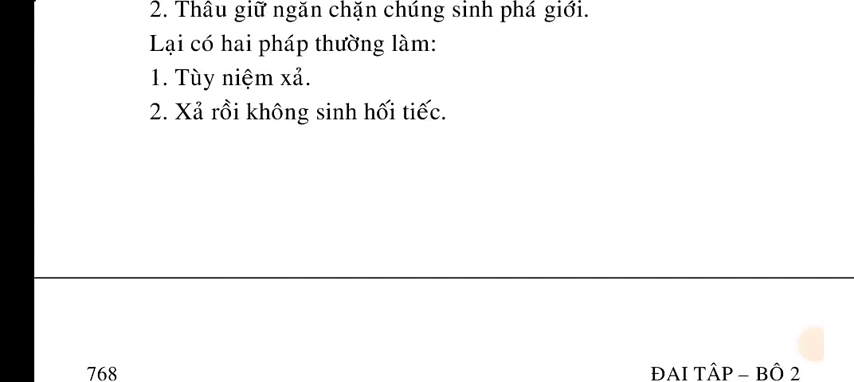 2. Thâu giữ ngăn chặn chúng sinh phá giới.
Lại có hai pháp thường làm:
1. Tùy niệm xả.
2. Xả rồi không sinh hối tiếc.
768
ĐẠI TẬP – BỘ 2